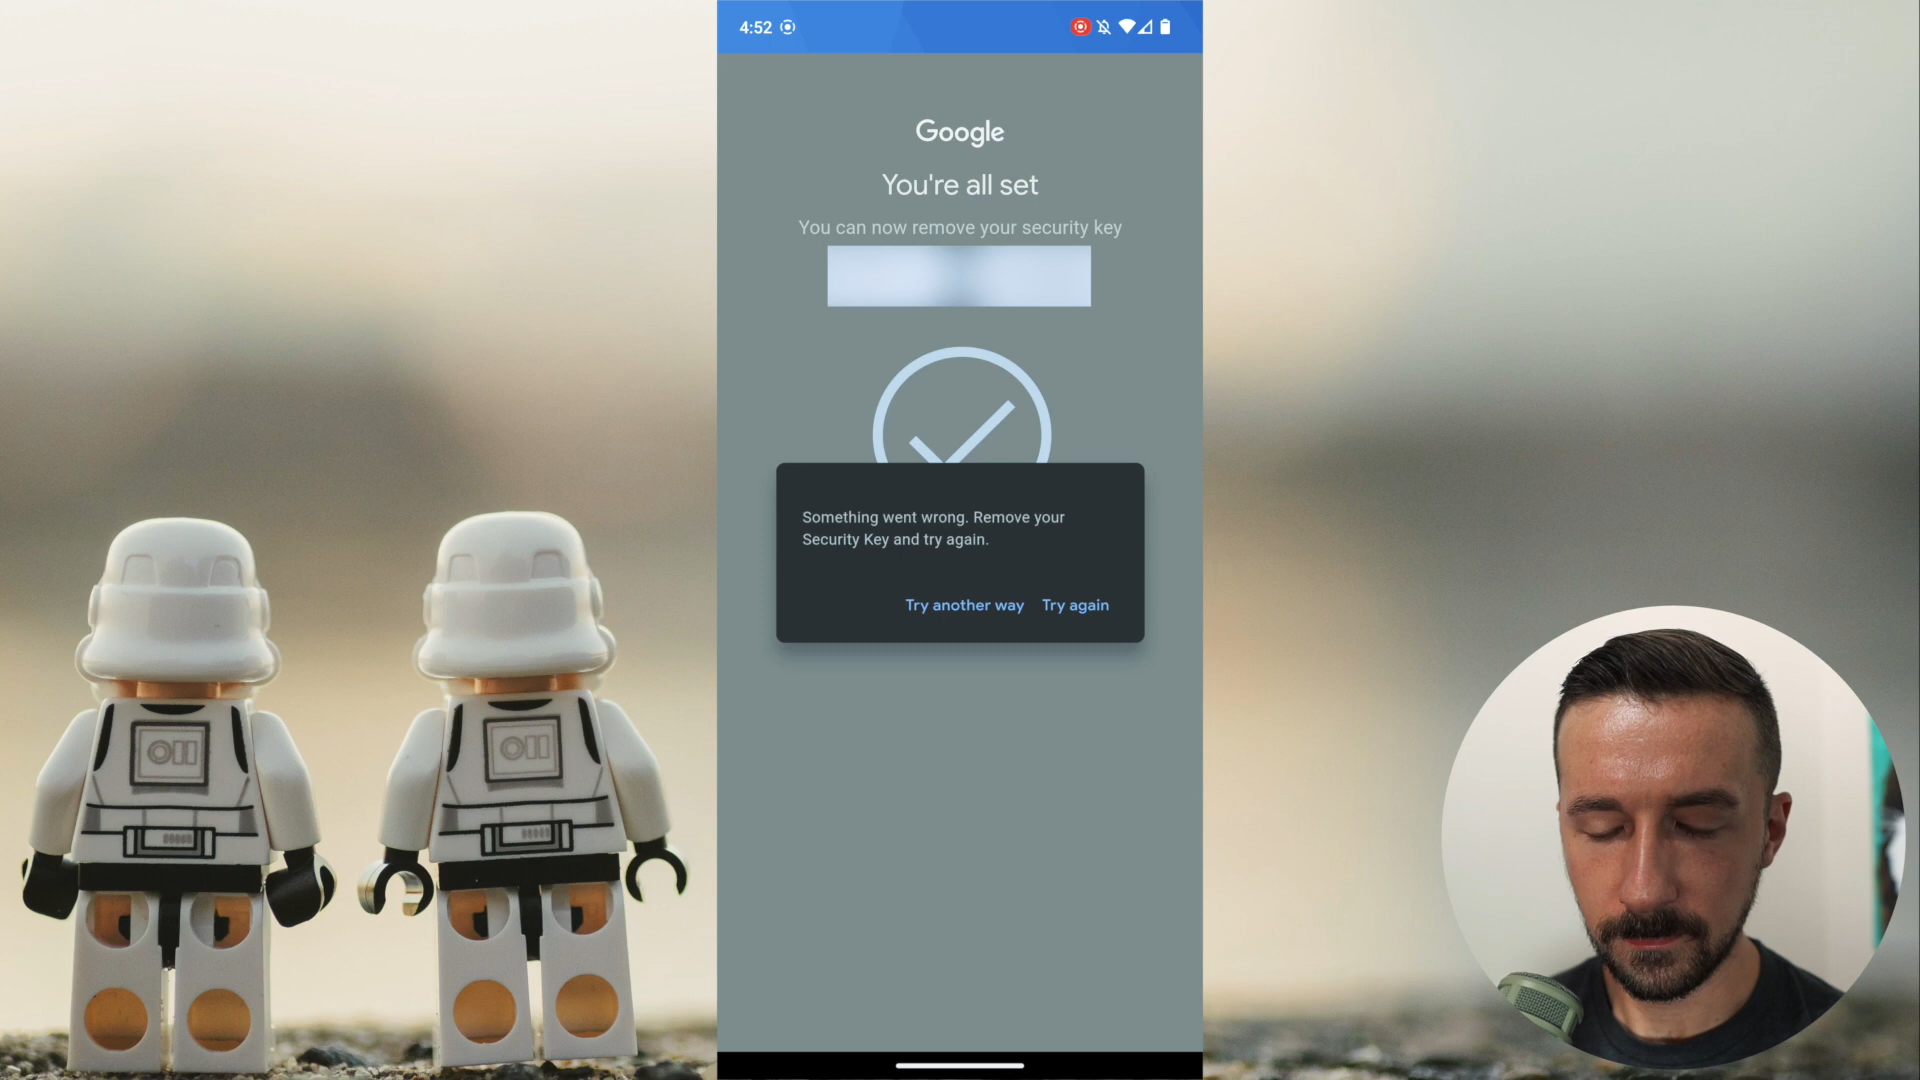 4:52
Google
You're all set
You can now remove your security key
Something went wrong. Remove your
Security Key and try again.
Try another way Try again